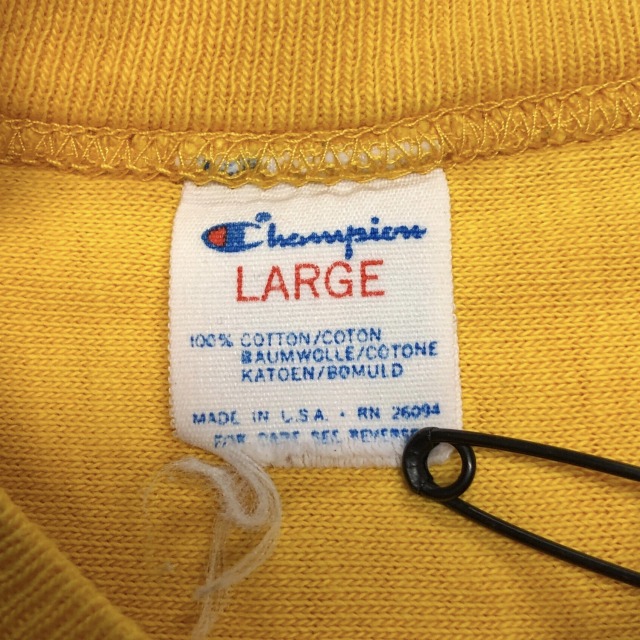 Champion
LARGE
100% COTTON/COTON
BAUMWOLLE/COTONE
KATOEN/BOMULD
MADE IN U.S.A. • RN 26094
FOR CARE SEE REVERSE